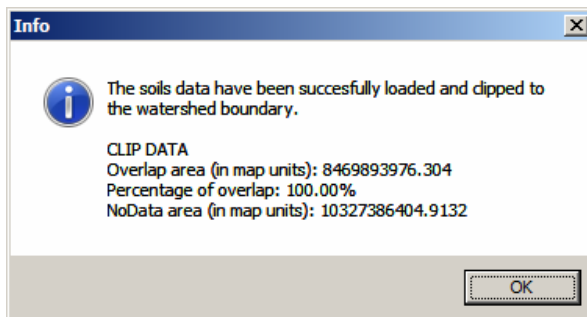 Info
The soils data have been succesfully loaded and clipped to
the watershed boundary.
CLIP DATA
Overlap area (in map units): 8469893976.304
Percentage of overlap: 100.00%
NoData area (in map units): 10327386404.9132
OK